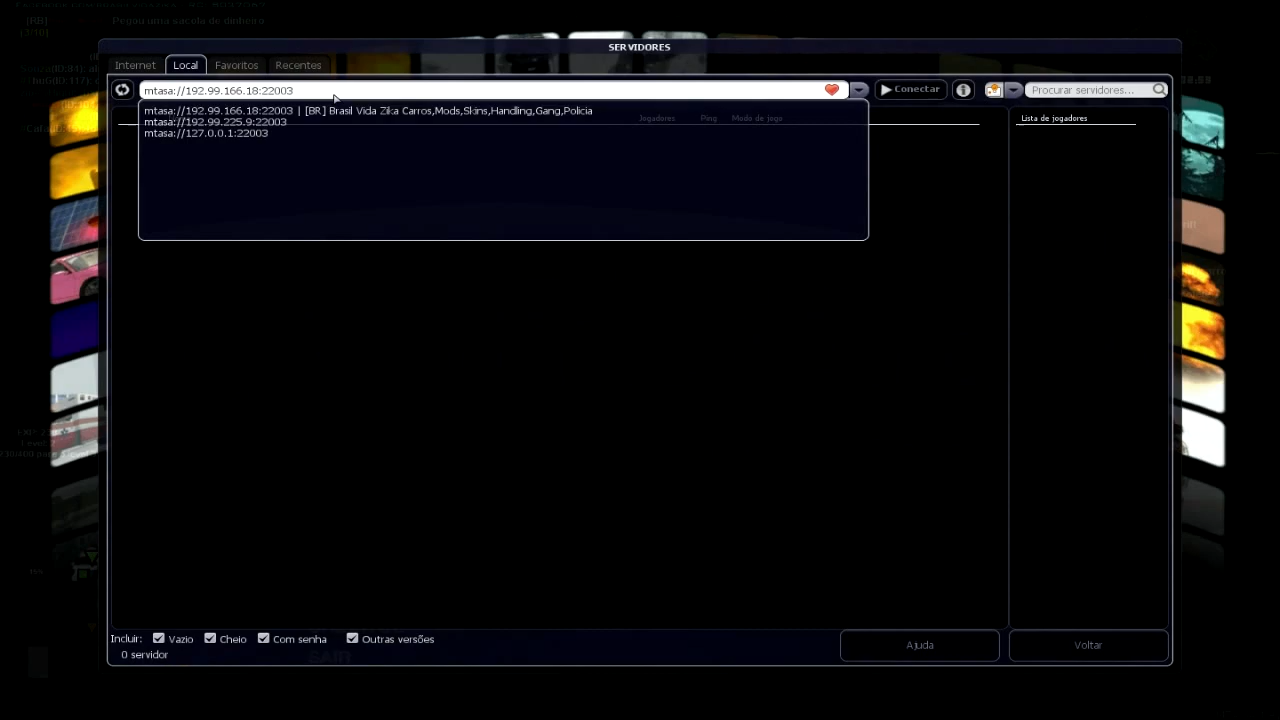 [RB]
Pegou uma sacola de dinheiro
SERVIDORES
Internet Local Favoritos Recentes
mtasa://192.99.166.18:22003 Conectar Procurar servidores...
mtasa://192.99.166.18:22003 | [BR] Brasil Vida Zika Carros,Mods,Skins,Handling,Gang,Policia
Jogadores Ping Modo de jogo Lista de jogadores
mtasa://192.99.225.9:22003
mtasa://127.0.0.1:22003
Incluir: Vazio Cheio Com senha Outras versões
0 servidor
Ajuda Voltar
SAIR